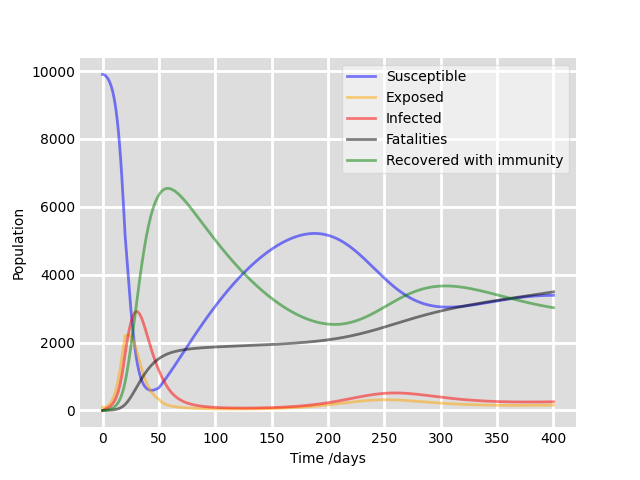 Population
10000
8000
6000
4000
2000
0
Susceptible
Exposed
Infected
Fatalities
Recovered with immunity
0 50 100 150 200 250 300 350 400
Time /days